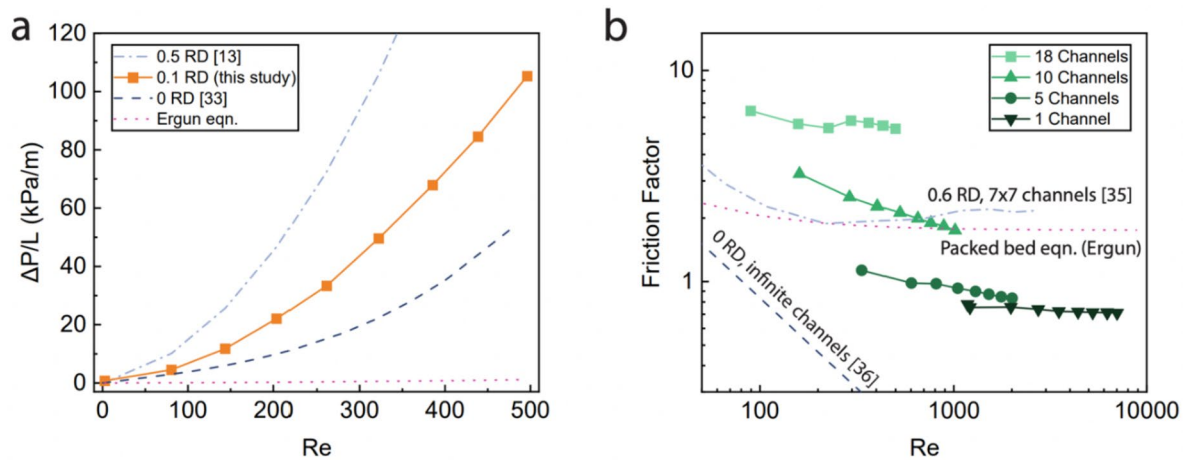 a
120
100
80
60
40
20
0
ΔP/L (kPa/m)
0.5 RD [13]
0.1 RD (this study)
0 RD [33]
Ergun eqn.
0
100
200
300
400
500
Re
b
10
1
Friction Factor
18 Channels
10 Channels
5 Channels
1 Channel
0.6 RD, 7x7 channels [35]
Packed bed eqn. (Ergun)
0 RD, infinite channels [36]
100
1000
10000
Re